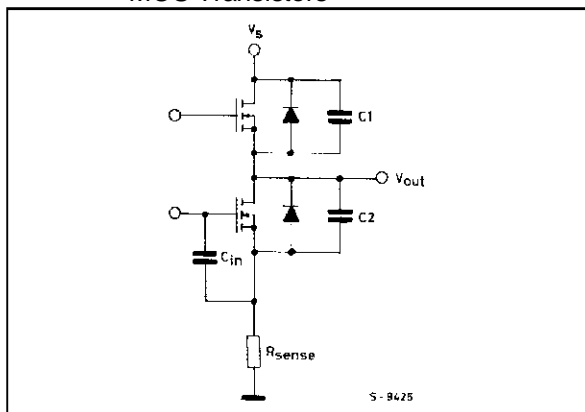 MOS Transistors
Vs
C1
Vout
C2
Cin
Rsense
S-9425